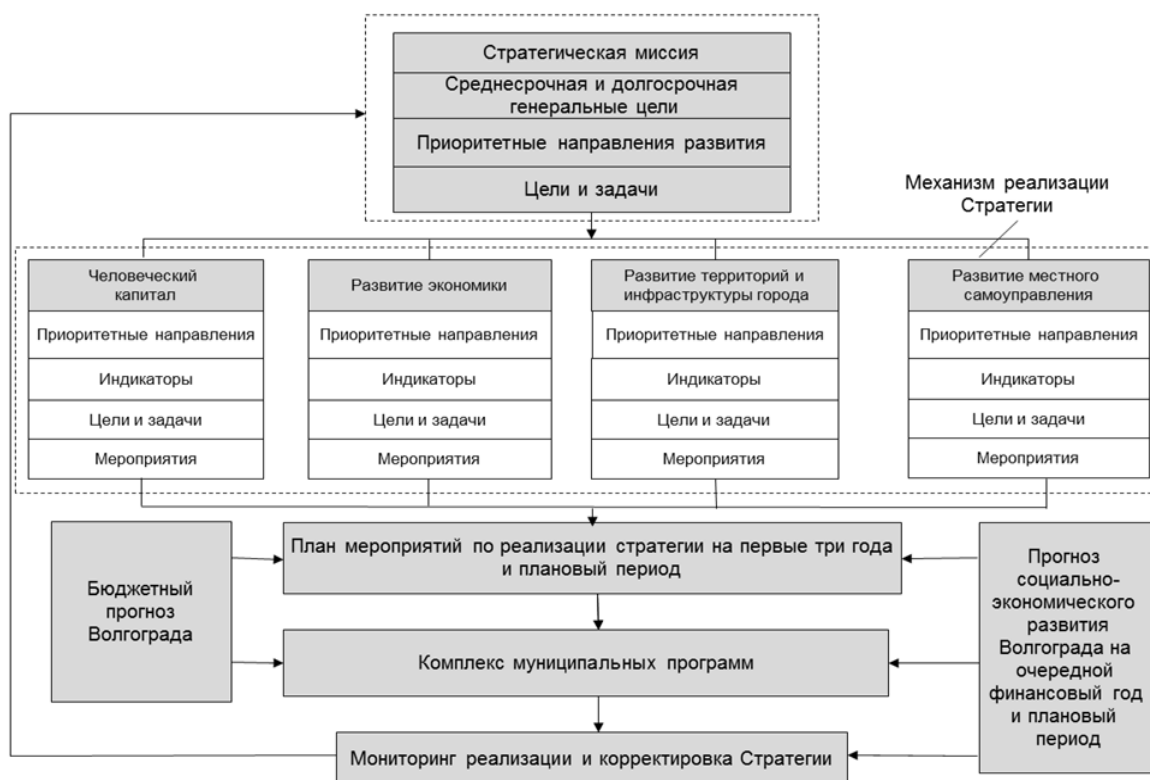 Стратегическая миссия
Среднесрочная и долгосрочная
генеральные цели
Приоритетные направления развития
Цели и задачи
Механизм реализации
Стратегии
Человеческий
капитал
Приоритетные направления
Индикаторы
Цели и задачи
Мероприятия
Развитие экономики
Приоритетные направления
Индикаторы
Цели и задачи
Мероприятия
Развитие территорий и
инфраструктуры города
Приоритетные направления
Индикаторы
Цели и задачи
Мероприятия
Развитие местного
самоуправления
Приоритетные направления
Индикаторы
Цели и задачи
Мероприятия
Бюджетный
прогноз
Волгограда
План мероприятий по реализации стратегии на первые три года
и плановый период
Комплекс муниципальных программ
Мониторинг реализации и корректировка Стратегии
Прогноз
социально-
экономического
развития
Волгограда на
очередной
финансовый год
и плановый
период